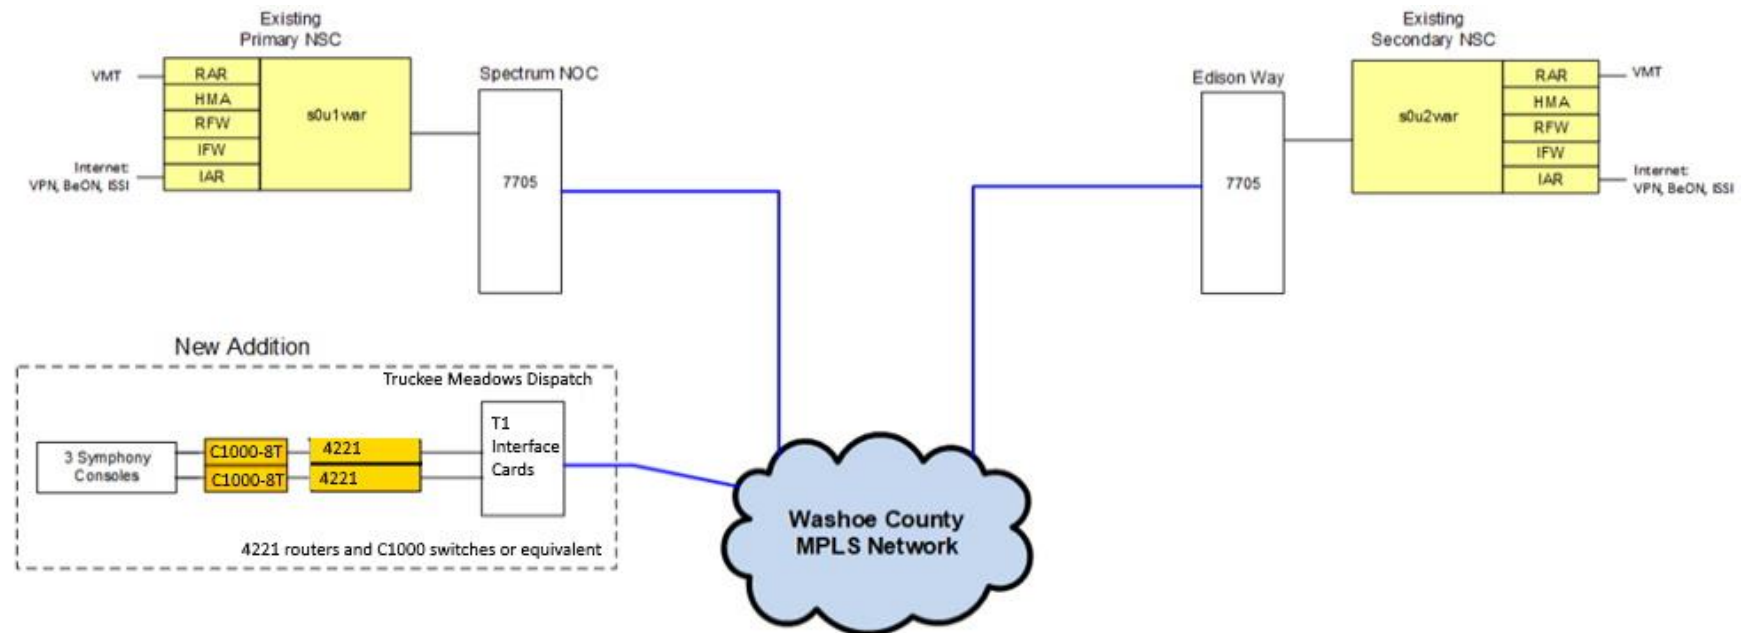 Existing
Primary NSC
VMT
RAR
HMA
RFW
IFW
IAR
s0u1war
Internet:
VPN, BeON, ISSI
Spectrum NOC
7705
Existing
Secondary NSC
Edison Way
7705
s0u2war
RAR
HMA
RFW
IFW
IAR
VMT
Internet:
VPN, BeON, ISSI
New Addition
Truckee Meadows Dispatch
3 Symphony
Consoles
C1000-8T
C1000-8T
4221
4221
T1
Interface
Cards
4221 routers and C1000 switches or equivalent
Washoe County
MPLS Network